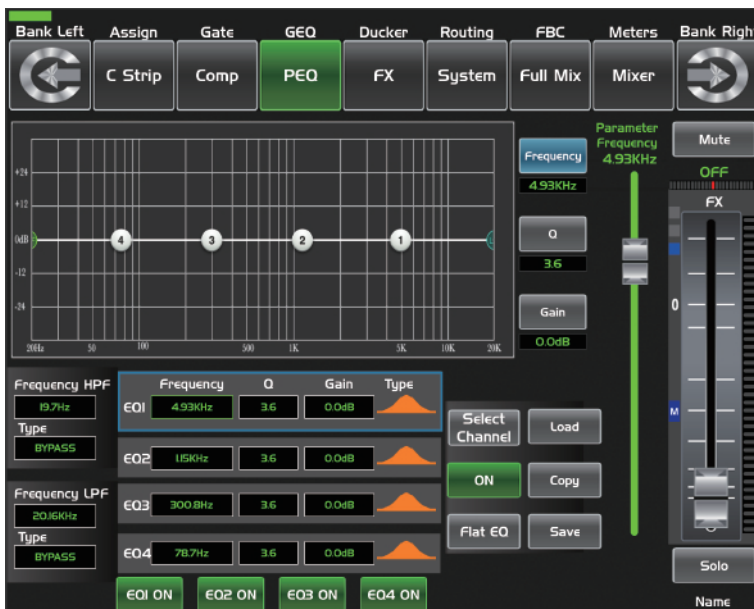 Bank Left Assign Gate GEQ Ducker Routing FBC Meters Bank Right
C Strip Comp PEQ FX System Full Mix Mixer
Parameter
Frequency
4.93KHz
Mute
OFF
FX
Frequency
4.93KHz
Q
3.6
Gain
0.0dB
+24
+12
0dB
-12
-24
4 3 2 1
20Hz 50 100 500 1K 5K 10K 20K
0
M
Frequency HPF
19.7Hz
Type
BYPASS
Frequency LPF
20.16KHz
Type
BYPASS
Frequency Q Gain Type
EQ1 4.93KHz 3.6 0.0dB
EQ2 1.15KHz 3.6 0.0dB
EQ3 300.8Hz 3.6 0.0dB
EQ4 78.7Hz 3.6 0.0dB
EQ1 ON EQ2 ON EQ3 ON EQ4 ON
Select
Channel
Load
ON
Copy
Flat EQ
Save
Solo
Name